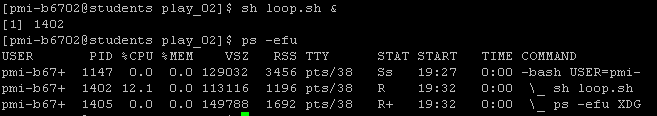 [pmi-b6702@students play_02]$ sh loop.sh &
[1] 1402
[pmi-b6702@students play_02]$ ps -efu
USER       PID %CPU %MEM    VSZ   RSS TTY      STAT START   TIME COMMAND
pmi-b67+  1147  0.0  0.0 129032  3456 pts/38   Ss   19:27   0:00 -bash USER=pmi-
pmi-b67+  1402 12.1  0.0 113116  1196 pts/38   R    19:32   0:00  \_ sh loop.sh
pmi-b67+  1405  0.0  0.0 149788  1692 pts/38   R+   19:32   0:00  \_ ps -efu XDG